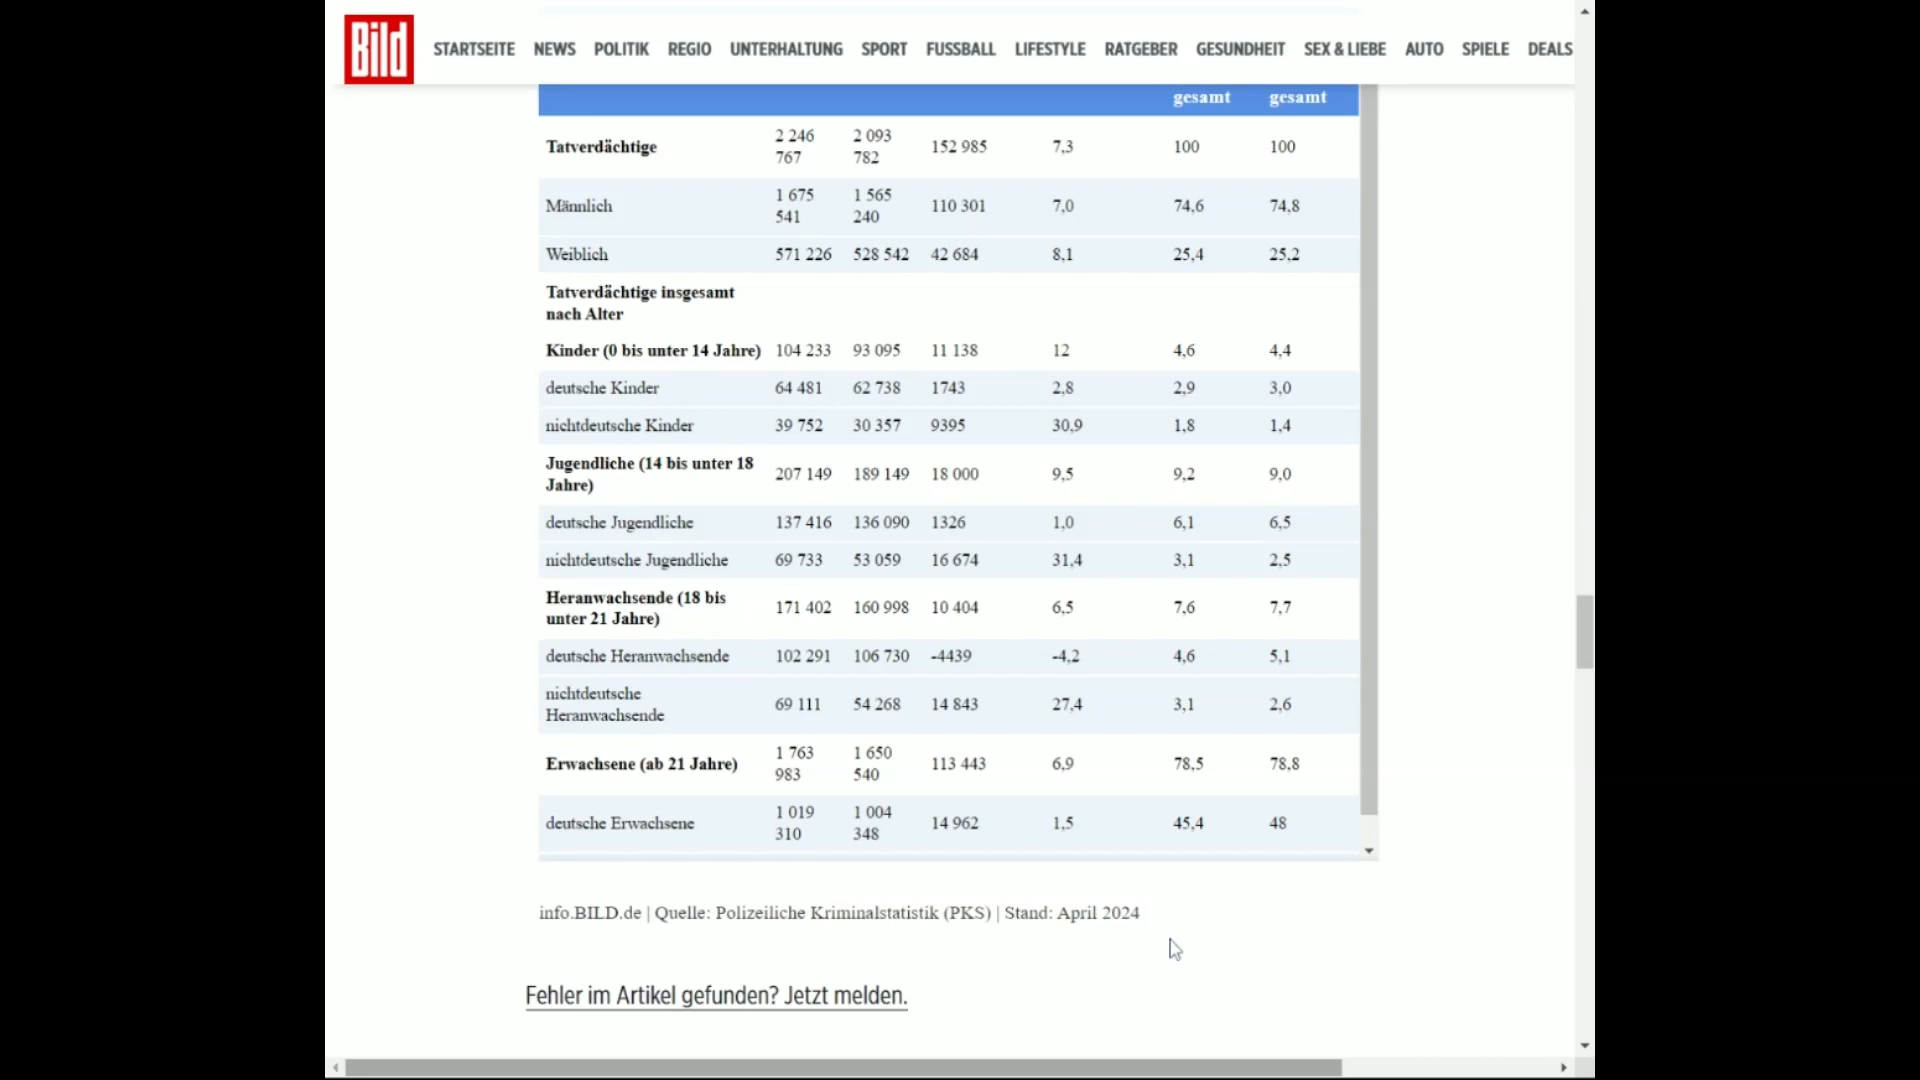 Bild STARTSEITE NEWS POLITIK REGIO UNTERHALTUNG SPORT FUSSBALL LIFESTYLE RATGEBER GESUNDHEIT SEX & LIEBE AUTO SPIELE DEALS
gesamt gesamt
Tatverdächtige 2 246 767 2 093 782 152 985 7,3 100 100
Männlich 1 675 541 1 565 240 110 301 7,0 74,6 74,8
Weiblich 571 226 528 542 42 684 8,1 25,4 25,2
Tatverdächtige insgesamt
nach Alter
Kinder (0 bis unter 14 Jahre) 104 233 93 095 11 138 12 4,6 4,4
deutsche Kinder 64 481 62 738 1743 2,8 2,9 3,0
nichtdeutsche Kinder 39 752 30 357 9395 30,9 1,8 1,4
Jugendliche (14 bis unter 18
Jahre) 207 149 189 149 18 000 9,5 9,2 9,0
deutsche Jugendliche 137 416 136 090 1326 1,0 6,1 6,5
nichtdeutsche Jugendliche 69 733 53 059 16 674 31,4 3,1 2,5
Heranwachsende (18 bis
unter 21 Jahre) 171 402 160 998 10 404 6,5 7,6 7,7
deutsche Heranwachsende 102 291 106 730 -4439 -4,2 4,6 5,1
nichtdeutsche
Heranwachsende 69 111 54 268 14 843 27,4 3,1 2,6
Erwachsene (ab 21 Jahre) 1 763 983 1 650 540 113 443 6,9 78,5 78,8
deutsche Erwachsene 1 019 310 1 004 348 14 962 1,5 45,4 48
info.BILD.de | Quelle: Polizeiliche Kriminalstatistik (PKS) | Stand: April 2024
Fehler im Artikel gefunden? Jetzt melden.